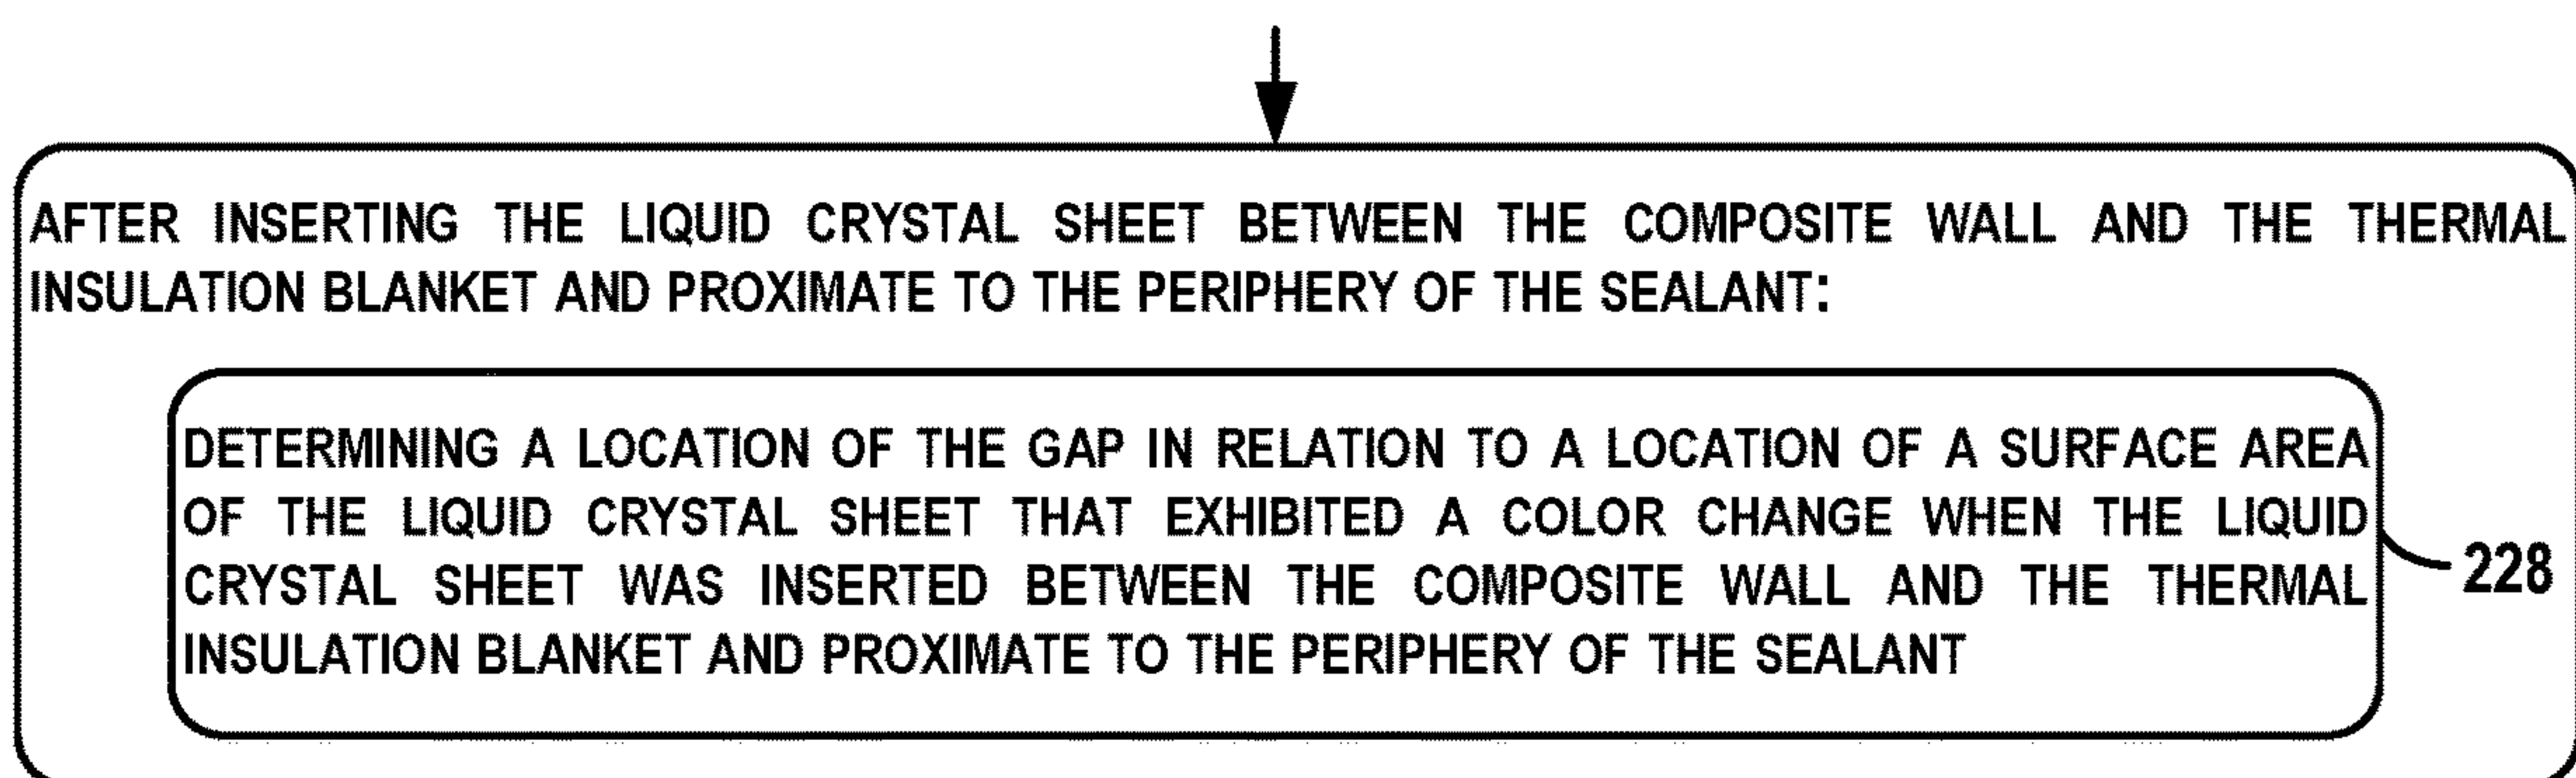 AFTER INSERTING THE LIQUID CRYSTAL SHEET BETWEEN THE COMPOSITE WALL AND THE THERMAL
INSULATION BLANKET AND PROXIMATE TO THE PERIPHERY OF THE SEALANT:
DETERMINING A LOCATION OF THE GAP IN RELATION TO A LOCATION OF A SURFACE AREA
OF THE LIQUID CRYSTAL SHEET THAT EXHIBITED A COLOR CHANGE WHEN THE LIQUID
CRYSTAL SHEET WAS INSERTED BETWEEN THE COMPOSITE WALL AND THE THERMAL
INSULATION BLANKET AND PROXIMATE TO THE PERIPHERY OF THE SEALANT
228